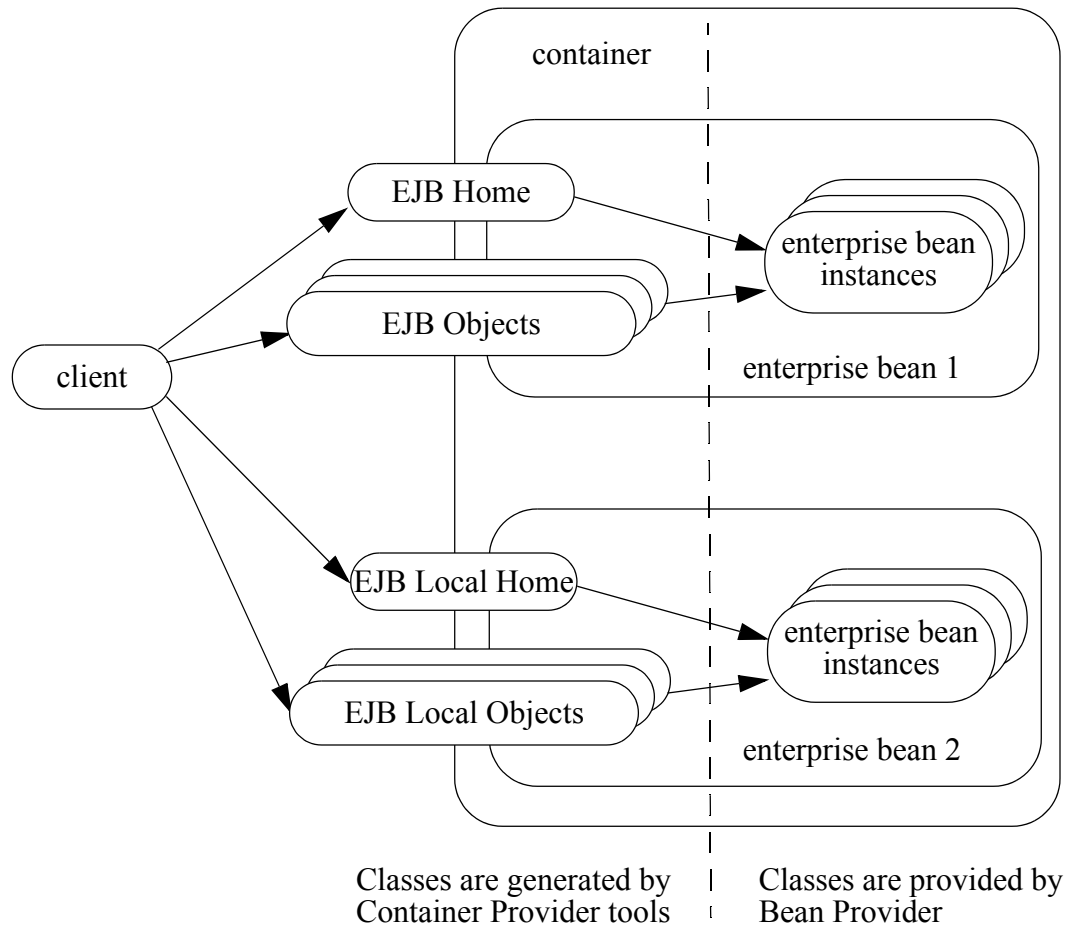 container
EJB Home
enterprise bean
instances
EJB Objects
client
enterprise bean 1
EJB Local Home
enterprise bean
instances
EJB Local Objects
enterprise bean 2
Classes are generated by
Container Provider tools
Classes are provided by
Bean Provider